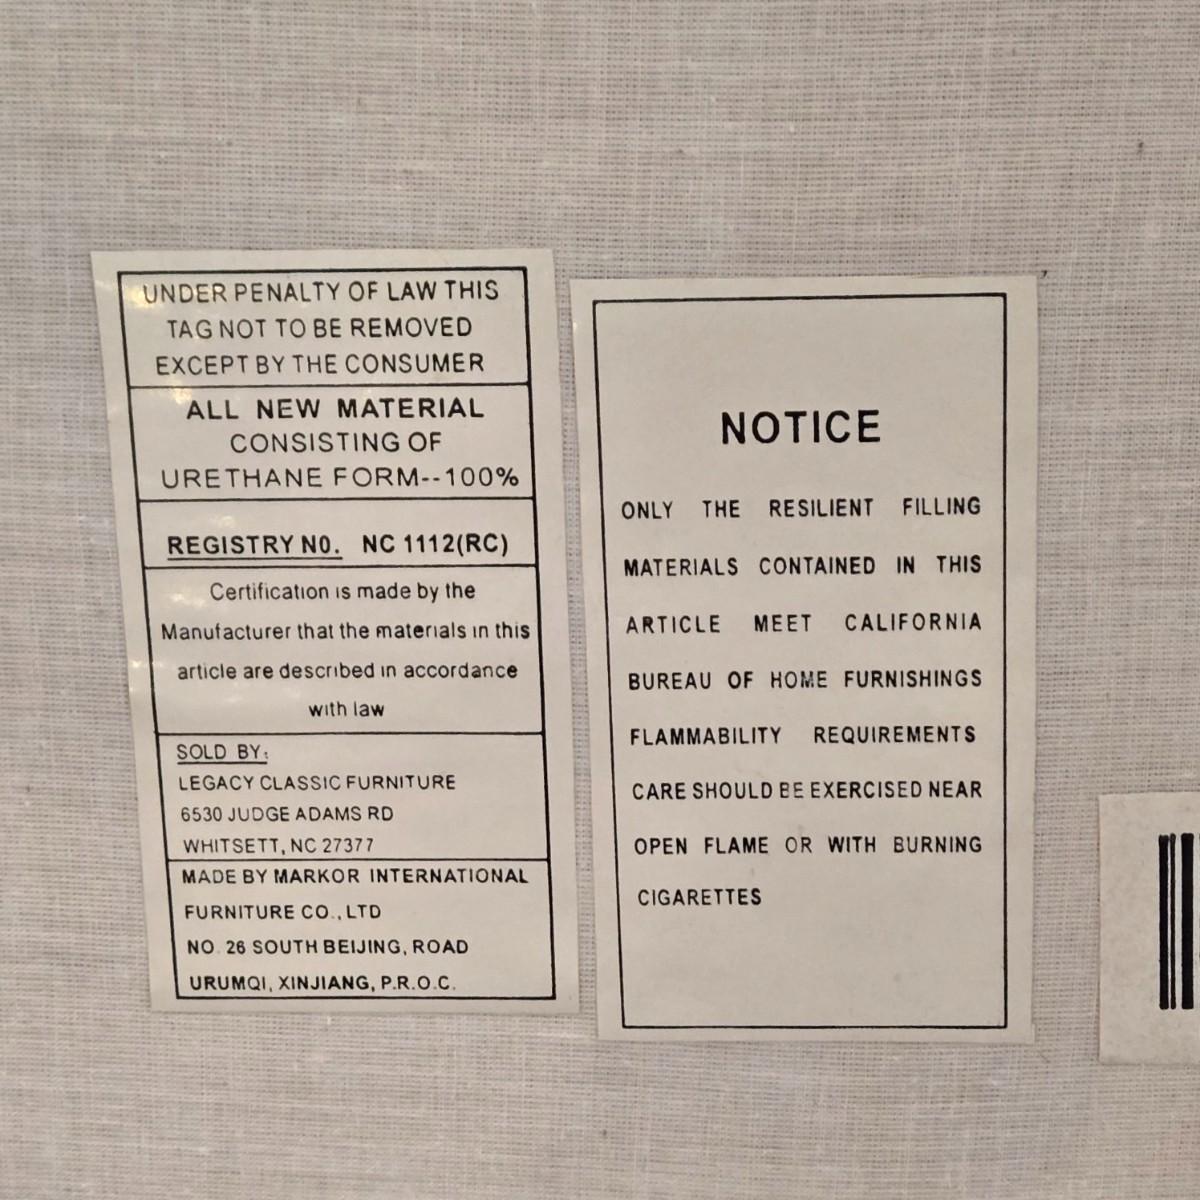 UNDER PENALTY OF LAW THIS
TAG NOT TO BE REMOVED
EXCEPT BY THE CONSUMER
ALL NEW MATERIAL
CONSISTING OF
URETHANE FORM--100%
REGISTRY NO. NC 1112(RC)
Certification is made by the
Manufacturer that the materials in this
article are described in accordance
with law
SOLD BY:
LEGACY CLASSIC FURNITURE
6530 JUDGE ADAMS RD
WHITSETT, NC 27377
MADE BY MARKOR INTERNATIONAL
FURNITURE CO., LTD
NO. 26 SOUTH BEIJING, ROAD
URUMQI, XINJIANG, P.R.O.C.
NOTICE
ONLY THE RESILIENT FILLING
MATERIALS CONTAINED IN THIS
ARTICLE MEET CALIFORNIA
BUREAU OF HOME FURNISHINGS
FLAMMABILITY REQUIREMENTS
CARE SHOULD BE EXERCISED NEAR
OPEN FLAME OR WITH BURNING
CIGARETTES